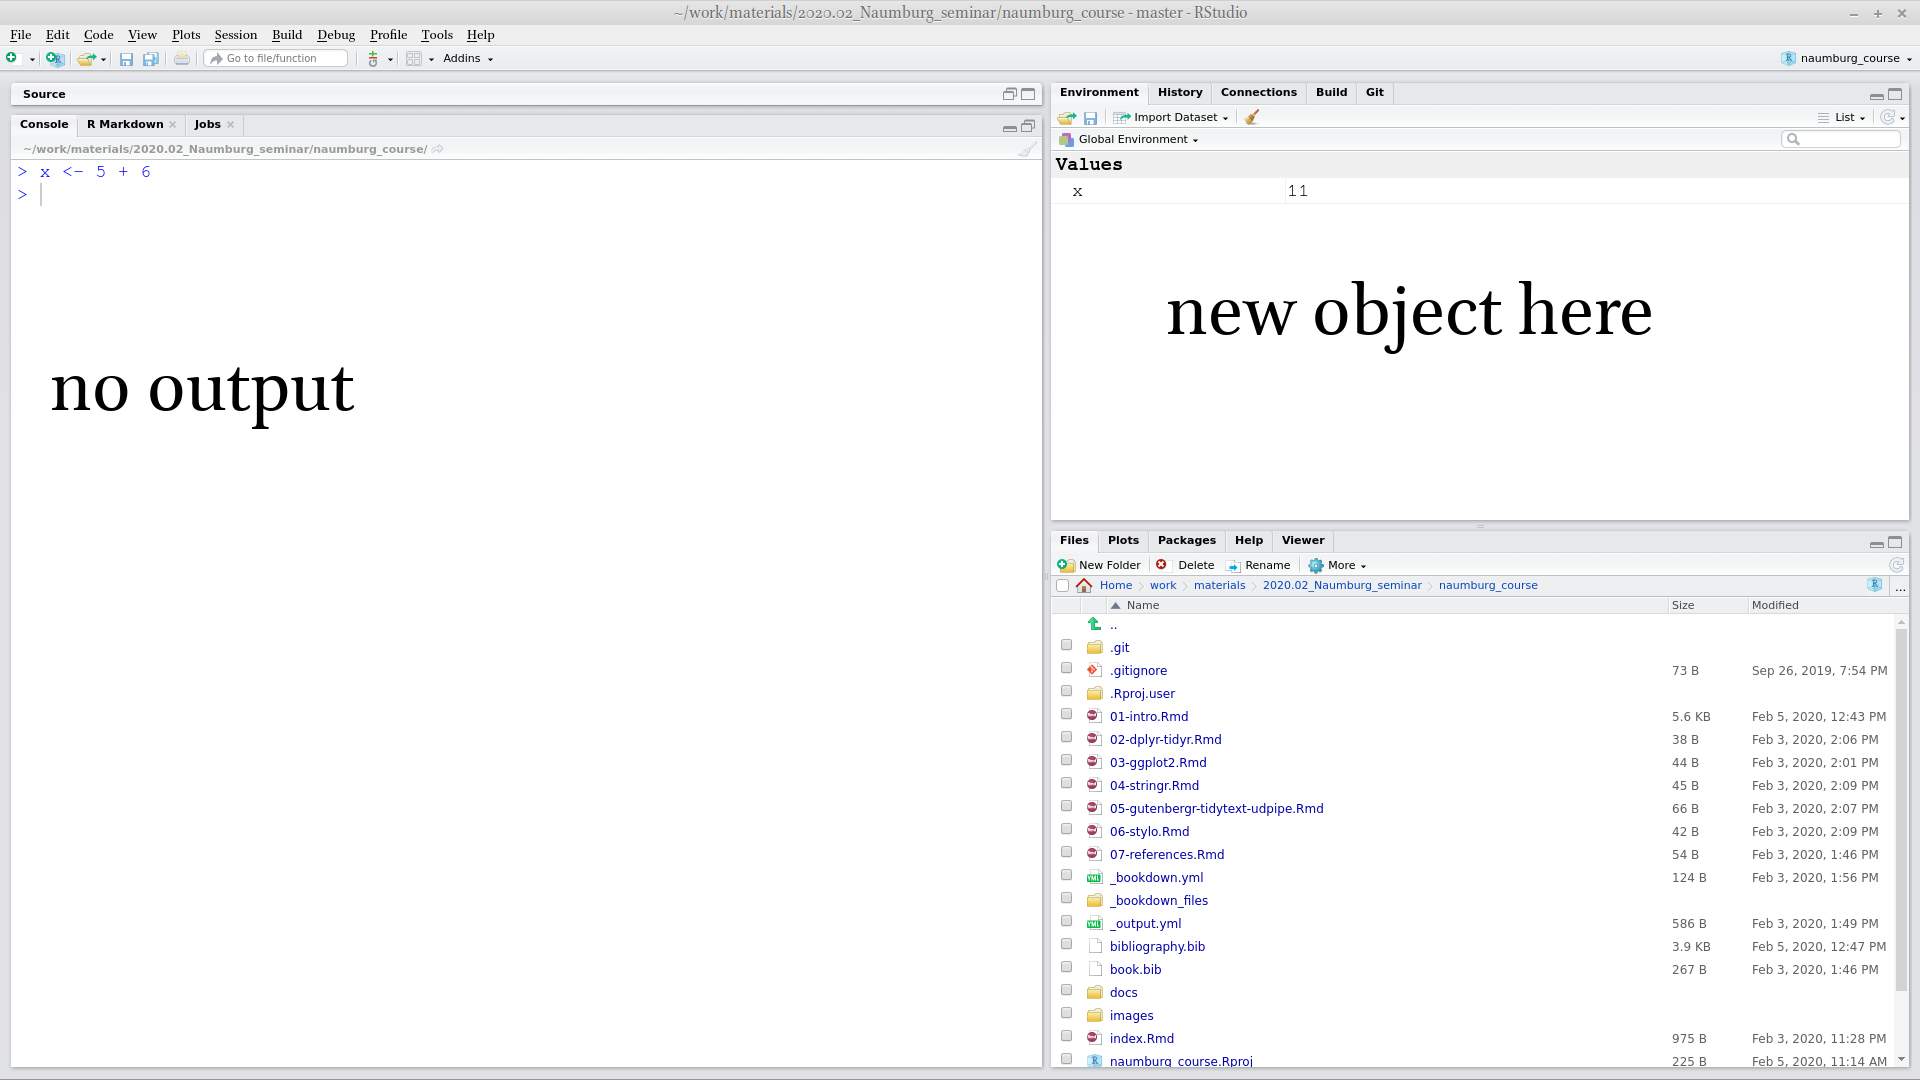 ~/work/materials/2020.02_Naumburg_seminar/naumburg_course - master - RStudio
File Edit Code View Plots Session Build Debug Profile Tools Help
Go to file/function Addins naumburg_course
Source
Console R Markdown Jobs
~/work/materials/2020.02_Naumburg_seminar/naumburg_course/
> x <- 5 + 6
>
no output
Environment History Connections Build Git
Import Dataset List
Global Environment
Values
x 11
new object here
Files Plots Packages Help Viewer
New Folder Delete Rename More
Home work materials 2020.02_Naumburg_seminar naumburg_course ...
Name Size Modified
..
.git
.gitignore 73 B Sep 26, 2019, 7:54 PM
.Rproj.user
01-intro.Rmd 5.6 KB Feb 5, 2020, 12:43 PM
02-dplyr-tidyr.Rmd 38 B Feb 3, 2020, 2:06 PM
03-ggplot2.Rmd 44 B Feb 3, 2020, 2:01 PM
04-stringr.Rmd 45 B Feb 3, 2020, 2:09 PM
05-gutenbergr-tidytext-udpipe.Rmd 66 B Feb 3, 2020, 2:07 PM
06-stylo.Rmd 42 B Feb 3, 2020, 2:09 PM
07-references.Rmd 54 B Feb 3, 2020, 1:46 PM
_bookdown.yml 124 B Feb 3, 2020, 1:56 PM
_bookdown_files
_output.yml 586 B Feb 3, 2020, 1:49 PM
bibliography.bib 3.9 KB Feb 5, 2020, 12:47 PM
book.bib 267 B Feb 3, 2020, 1:46 PM
docs
images
index.Rmd 975 B Feb 3, 2020, 11:28 PM
naumburg_course.Rproj 225 B Feb 5, 2020, 11:14 AM